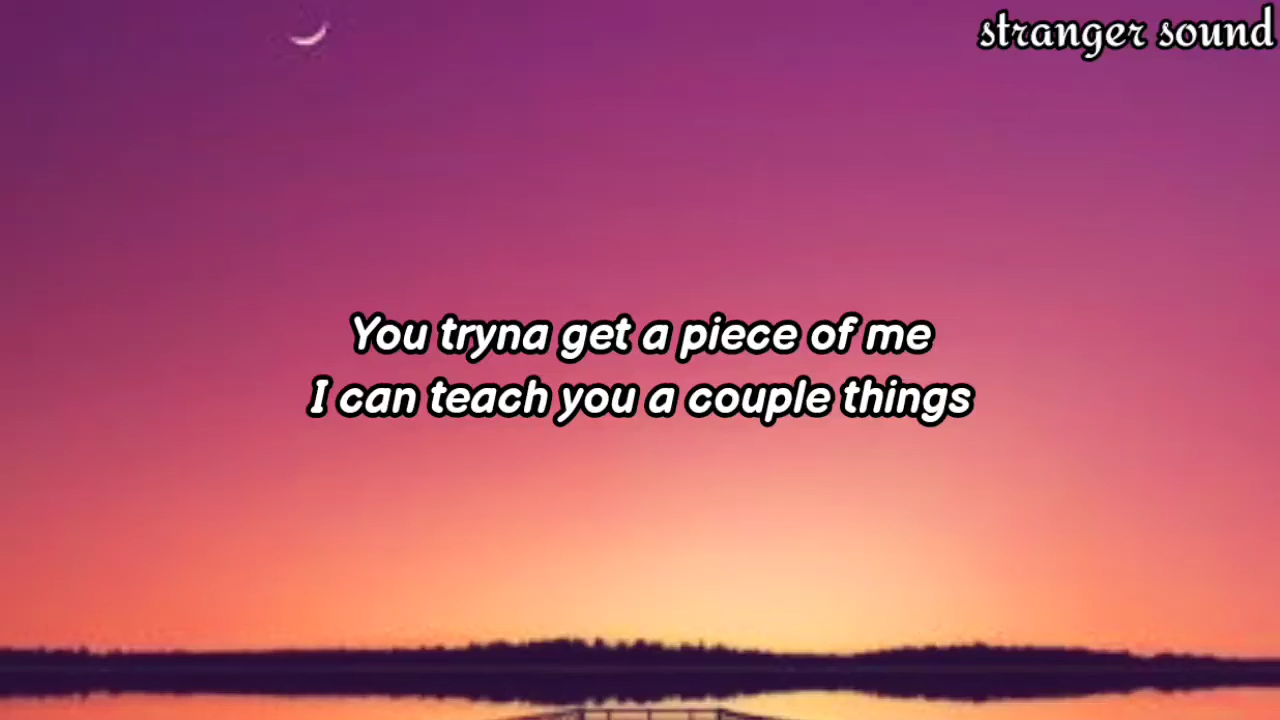 stranger sound
You tryna get a piece of me
I can teach you a couple things